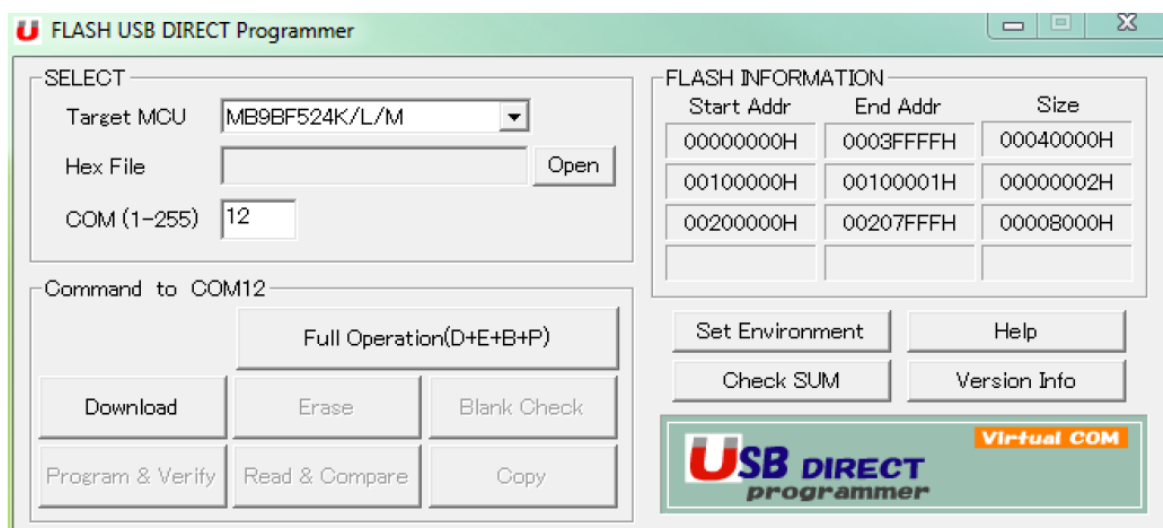 FLASH USB DIRECT Programmer
SELECT
Target MCU MB9BF524K/L/M
Hex File Open
COM (1-255) 12
Command to COM12
Full Operation(D+E+B+P)
Download Erase Blank Check
Program & Verify Read & Compare Copy
FLASH INFORMATION
Start Addr End Addr Size
00000000H 0003FFFFH 00040000H
00100000H 00100001H 00000002H
00200000H 00207FFFH 00008000H
Set Environment Help
Check SUM Version Info
Virtual COM
USB DIRECT
programmer